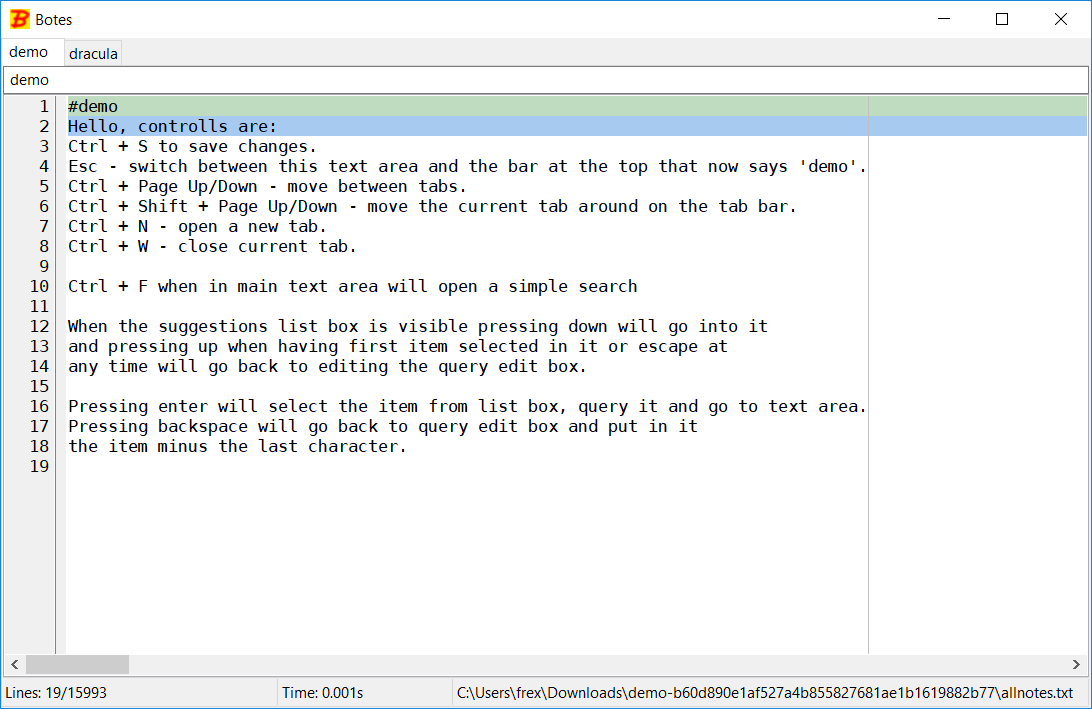 Botes
demo dracula
demo
1 #demo
2 Hello, controlls are:
3 Ctrl + S to save changes.
4 Esc - switch between this text area and the bar at the top that now says 'demo'.
5 Ctrl + Page Up/Down - move between tabs.
6 Ctrl + Shift + Page Up/Down - move the current tab around on the tab bar.
7 Ctrl + N - open a new tab.
8 Ctrl + W - close current tab.
9
10 Ctrl + F when in main text area will open a simple search
11
12 When the suggestions list box is visible pressing down will go into it
13 and pressing up when having first item selected in it or escape at
14 any time will go back to editing the query edit box.
15
16 Pressing enter will select the item from list box, query it and go to text area.
17 Pressing backspace will go back to query edit box and put in it
18 the item minus the last character.
19
Lines: 19/15993 Time: 0.001s C:\Users\frex\Downloads\demo-b60d890e1af527a4b855827681ae1b1619882b77\allnotes.txt